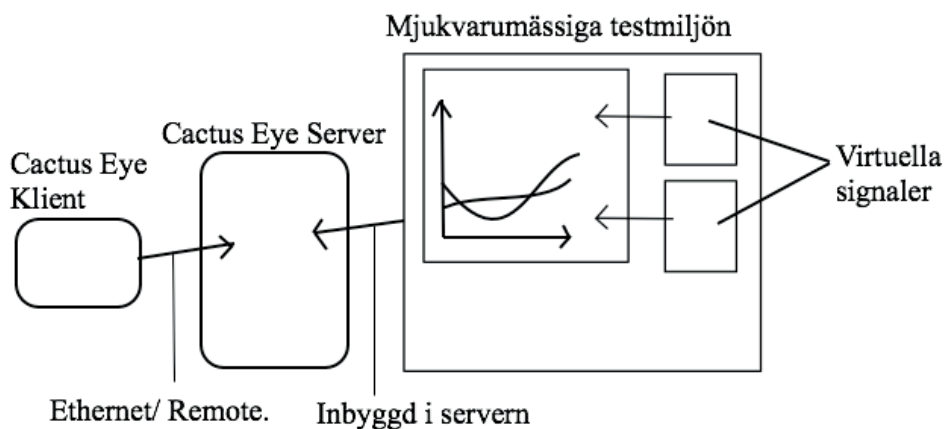 Mjukvarumässiga testmiljön
Cactus Eye Server
Cactus Eye
Klient
Virtuella
signaler
Ethernet/ Remote.
Inbyggd i servern